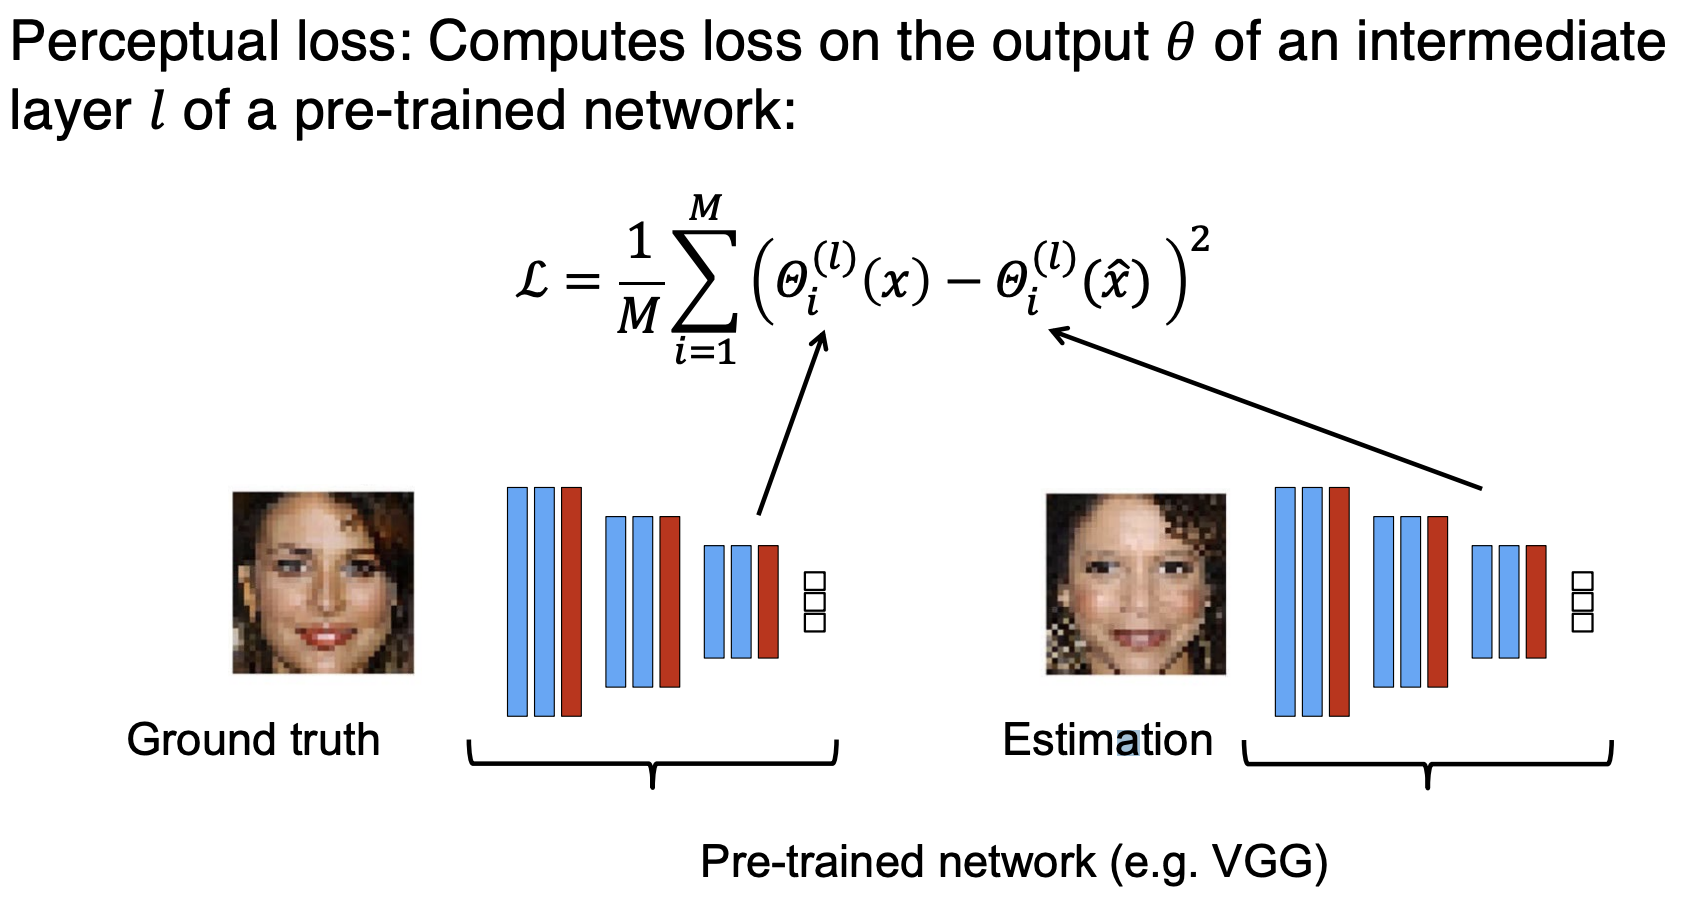 Perceptual loss: Computes loss on the output θ of an intermediate
layer l of a pre-trained network:
ℒ = 1/M ∑_{i=1}^{M} (Θ_i^{(l)}(x) − Θ_i^{(l)}(x̂))²
Ground truth
Estimation
Pre-trained network (e.g. VGG)